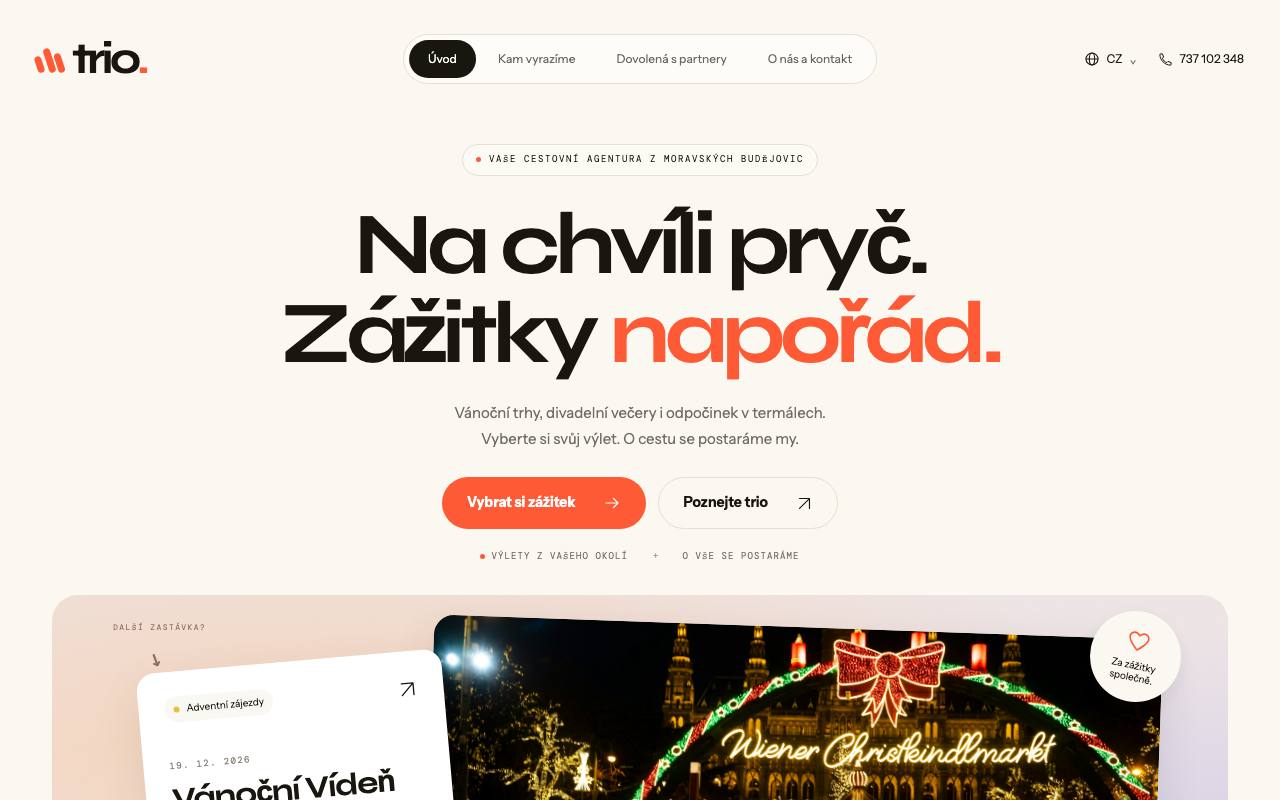 trio.
Úvod
Kam vyrazíme
Dovolená s partnery
O nás a kontakt
CZ
737 102 348
VAŠE CESTOVNÍ AGENTURA Z MORAVSKÝCH BUDĚJOVIC
Na chvíli pryč.
Zážitky napořád.
Vánoční trhy, divadelní večery i odpočinek v termálech.
Vyberte si svůj výlet. O cestu se postaráme my.
Vybrat si zážitek →
Poznejte trio
VÝLETY Z VAŠEHO OKOLÍ + O VŠE SE POSTARÁME
DALŠÍ ZASTÁVKA?
Za zážitky
společně.
Adventní zájezdy
Wiener Christkindlmarkt
19. 12. 2026
Vánoční Vídeň